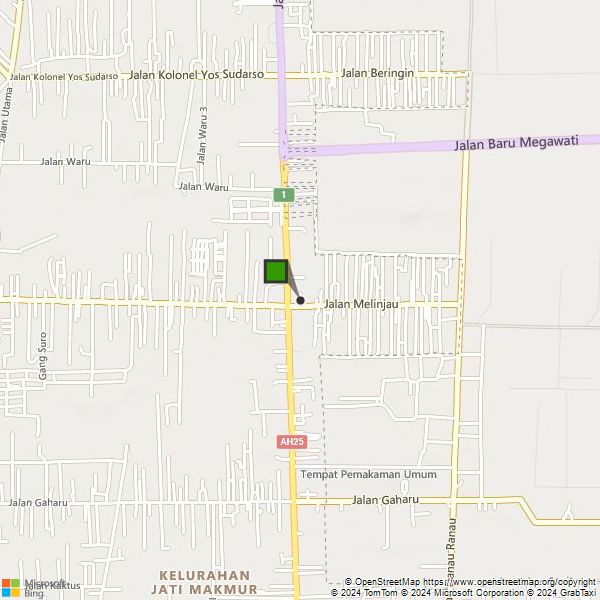 Ja
Jalan Kolonel Yos Sudarso
Jalan Kolonel Yos Sudarso
Jalan Beringin
Jalan Utama
Jalan Waru 3
Jalan Baru Megawati
Jalan Waru
Jalan Waru
1
Jalan Melinjau
Gang Suro
AH25
Tempat Pemakaman Umum
Jalan Gaharu
Jalan Gaharu
anau Ranau
KELURAHAN
JATI MAKMUR
Jalan Kaktus
Microsoft
Bing
© OpenStreetMap https://www.openstreetmap.org/copyright
© 2024 TomTom © 2024 Microsoft Corporation © 2024 GrabTaxi